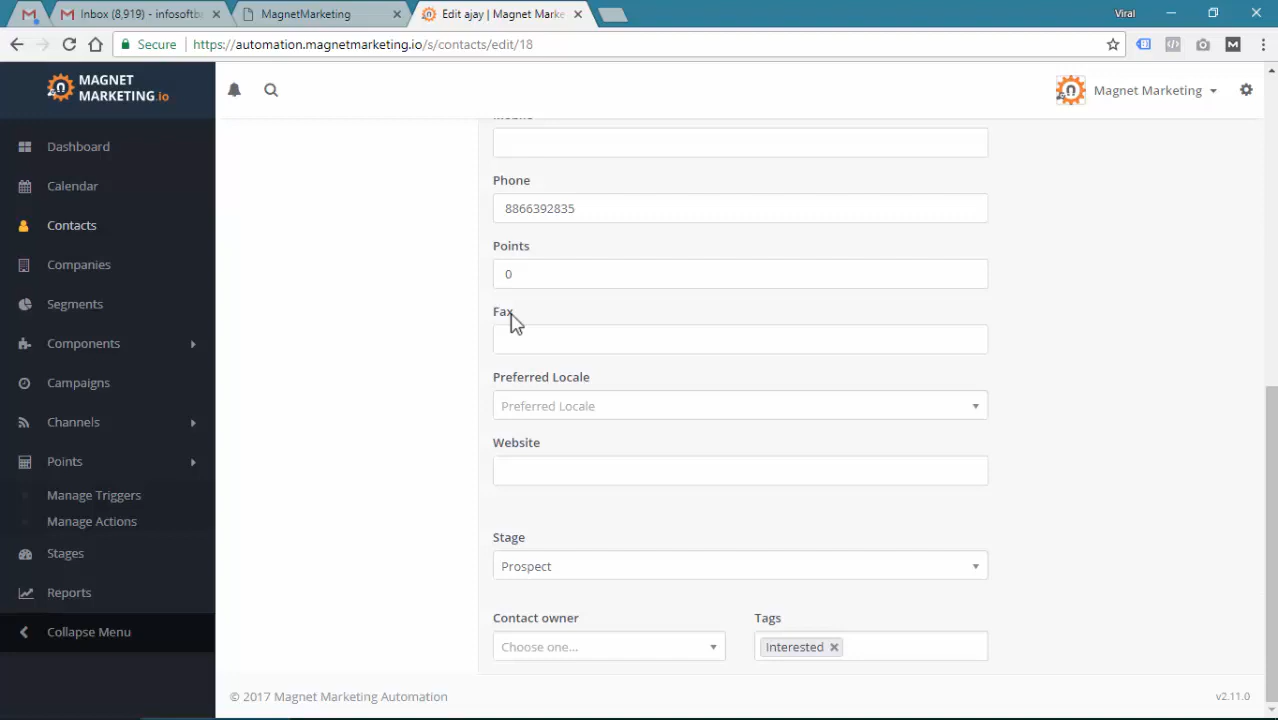 Inbox (8,919) - infosoftb
MagnetMarketing
Edit ajay | Magnet Marke
Viral
Secure
https://automation.magnetmarketing.io/s/contacts/edit/18
MAGNET
MARKETING.io
Magnet Marketing
Dashboard
Calendar
Contacts
Companies
Segments
Components
Campaigns
Channels
Points
Manage Triggers
Manage Actions
Stages
Reports
Collapse Menu
Mobile
Phone
8866392835
Points
0
Fax
Preferred Locale
Preferred Locale
Website
Stage
Prospect
Contact owner
Tags
Choose one...
Interested
© 2017 Magnet Marketing Automation
v2.11.0